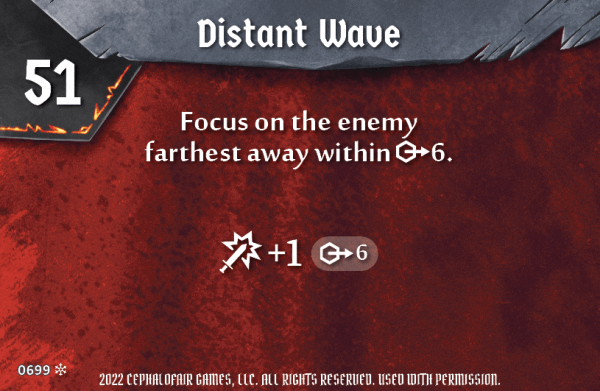 Distant Wave
51
Focus on the enemy
farthest away within 6.
+1 6
0699
2022 CEPHALOFAIR GAMES, LLC. ALL RIGHTS RESERVED. USED WITH PERMISSION.